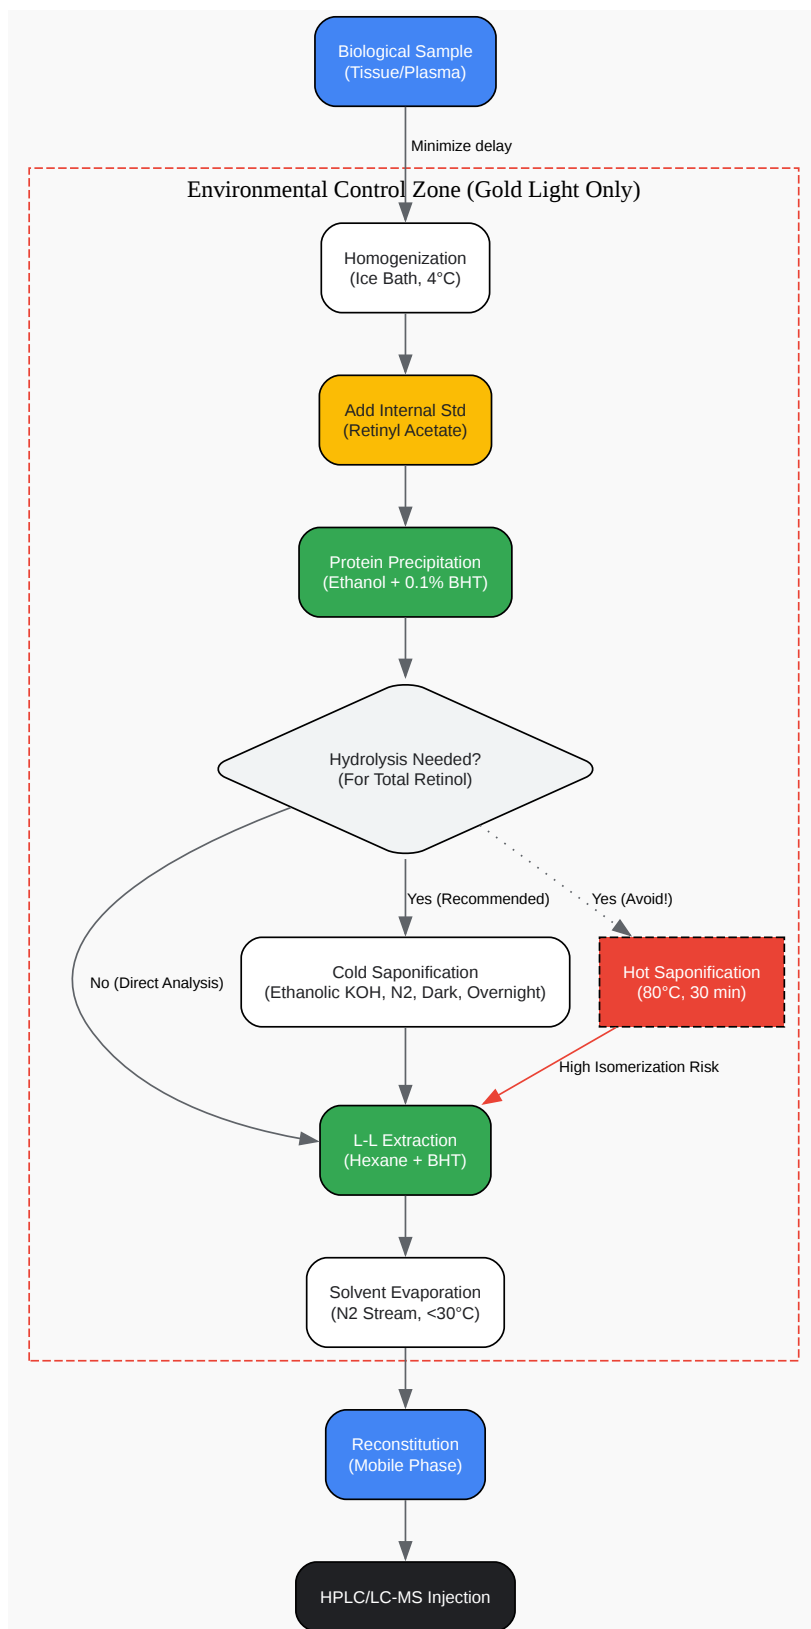 Biological Sample
(Tissue/Plasma)
Minimize delay
Environmental Control Zone (Gold Light Only)
Homogenization
(Ice Bath, 4°C)
Add Internal Std
(Retinyl Acetate)
Protein Precipitation
(Ethanol + 0.1% BHT)
Hydrolysis Needed?
(For Total Retinol)
Yes (Recommended)
Yes (Avoid!)
No (Direct Analysis)
Cold Saponification
(Ethanolic KOH, N2, Dark, Overnight)
Hot Saponification
(80°C, 30 min)
High Isomerization Risk
L-L Extraction
(Hexane + BHT)
Solvent Evaporation
(N2 Stream, <30°C)
Reconstitution
(Mobile Phase)
HPLC/LC-MS Injection